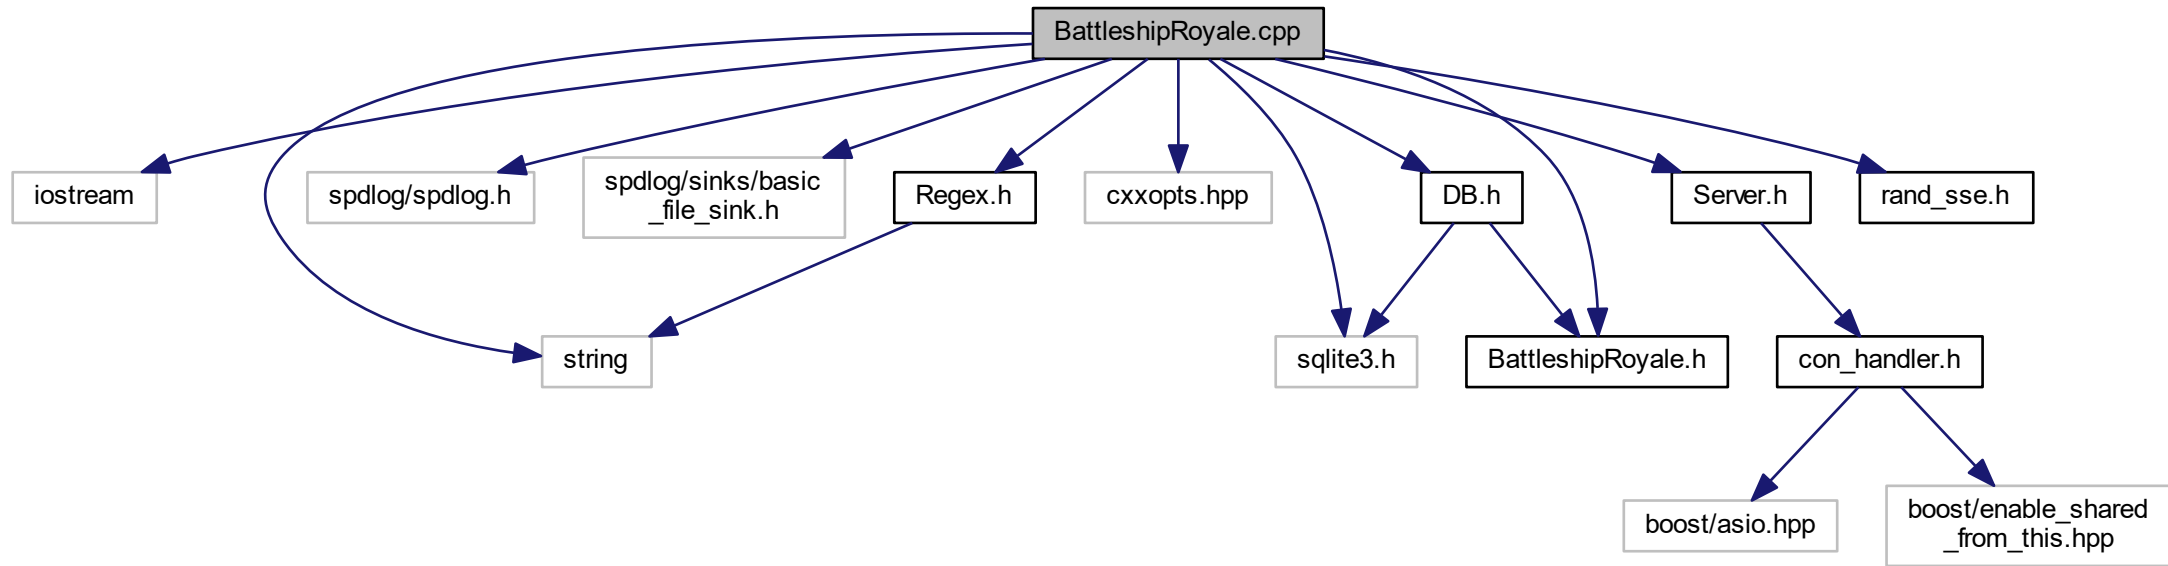 BattleshipRoyale.cpp
iostream
spdlog/spdlog.h
spdlog/sinks/basic
_file_sink.h
Regex.h
cxxopts.hpp
DB.h
Server.h
rand_sse.h
string
sqlite3.h
BattleshipRoyale.h
con_handler.h
boost/asio.hpp
boost/enable_shared
_from_this.hpp